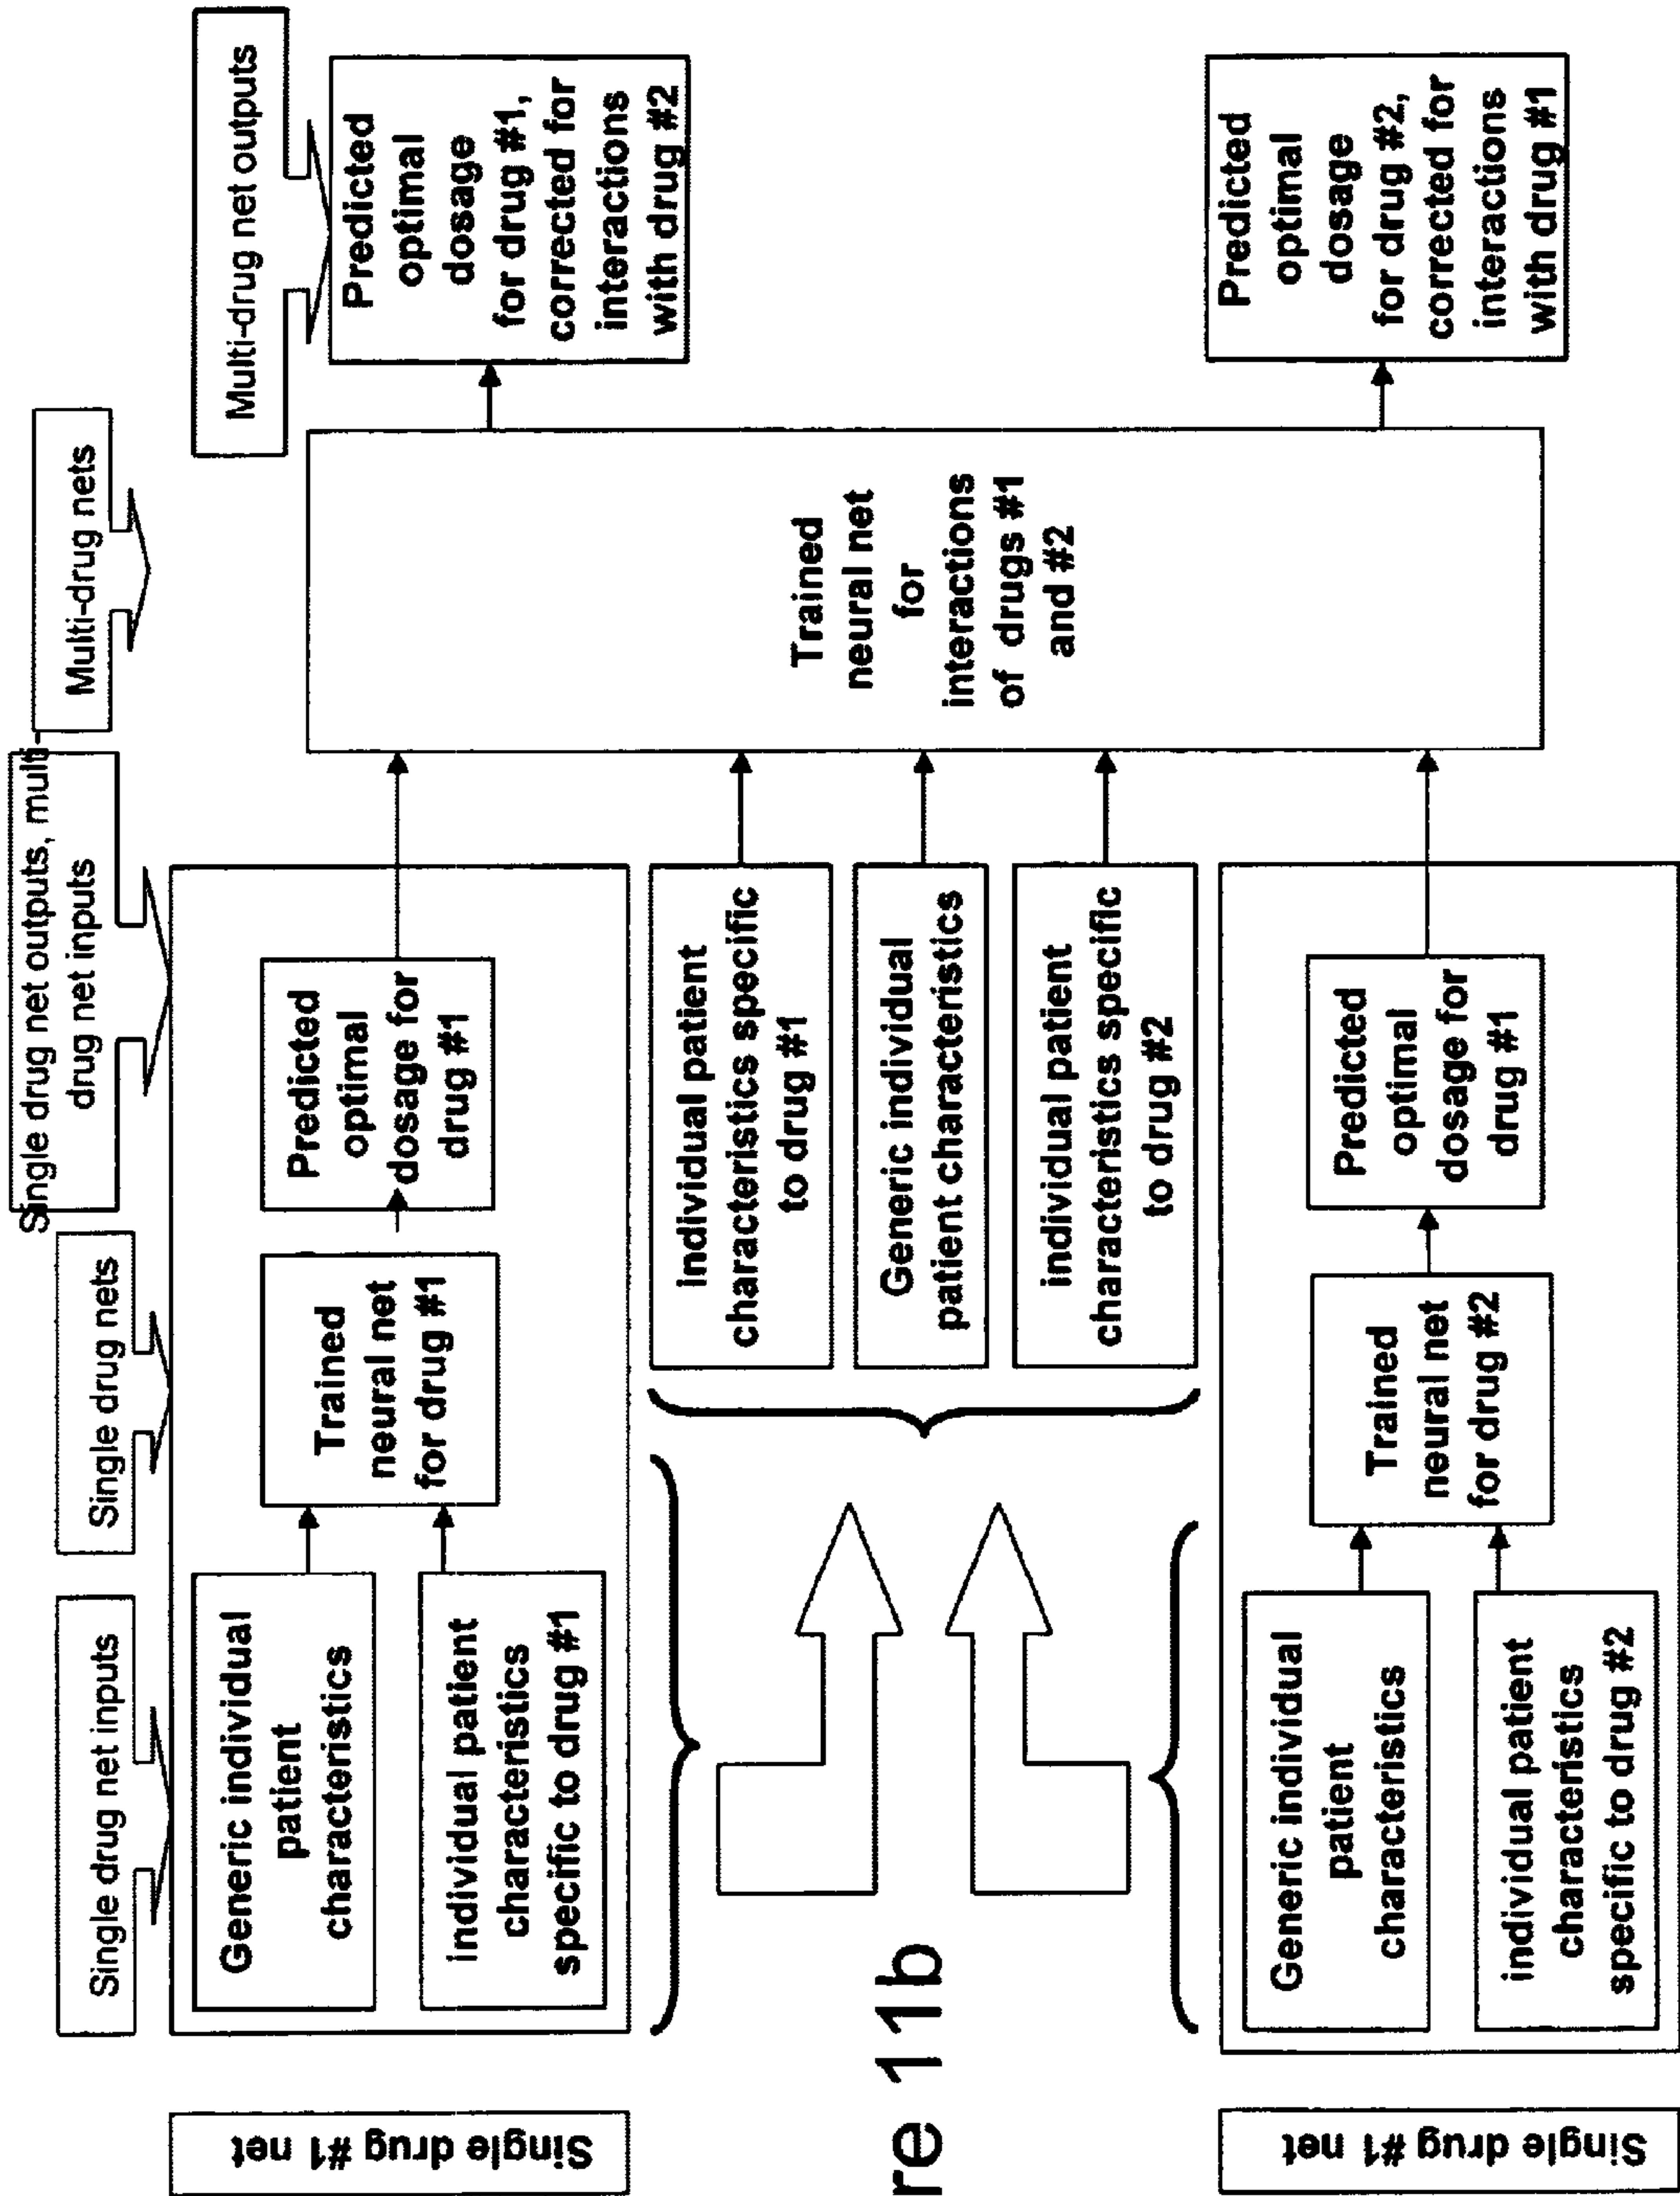 Single drug net inputs
Single drug nets
Single drug net outputs, multi-
drug net inputs
Multi-drug nets
Multi-drug net outputs
Single drug #1 net
Generic individual
patient
characteristics
individual patient
characteristics
specific to drug #1
Trained
neural net
for drug #1
Predicted
optimal
dosage for
drug #1
individual patient
characteristics specific
to drug #1
Generic individual
patient characteristics
individual patient
characteristics specific
to drug #2
Trained
neural net
for
interactions
of drugs #1
and #2
Predicted
optimal
dosage
for drug #1,
corrected for
interactions
with drug #2
Predicted
optimal
dosage
for drug #2,
corrected for
interactions
with drug #1
re 11b
Single drug #1 net
Generic individual
patient
characteristics
individual patient
characteristics
specific to drug #2
Trained
neural net
for drug #2
Predicted
optimal
dosage for
drug #1